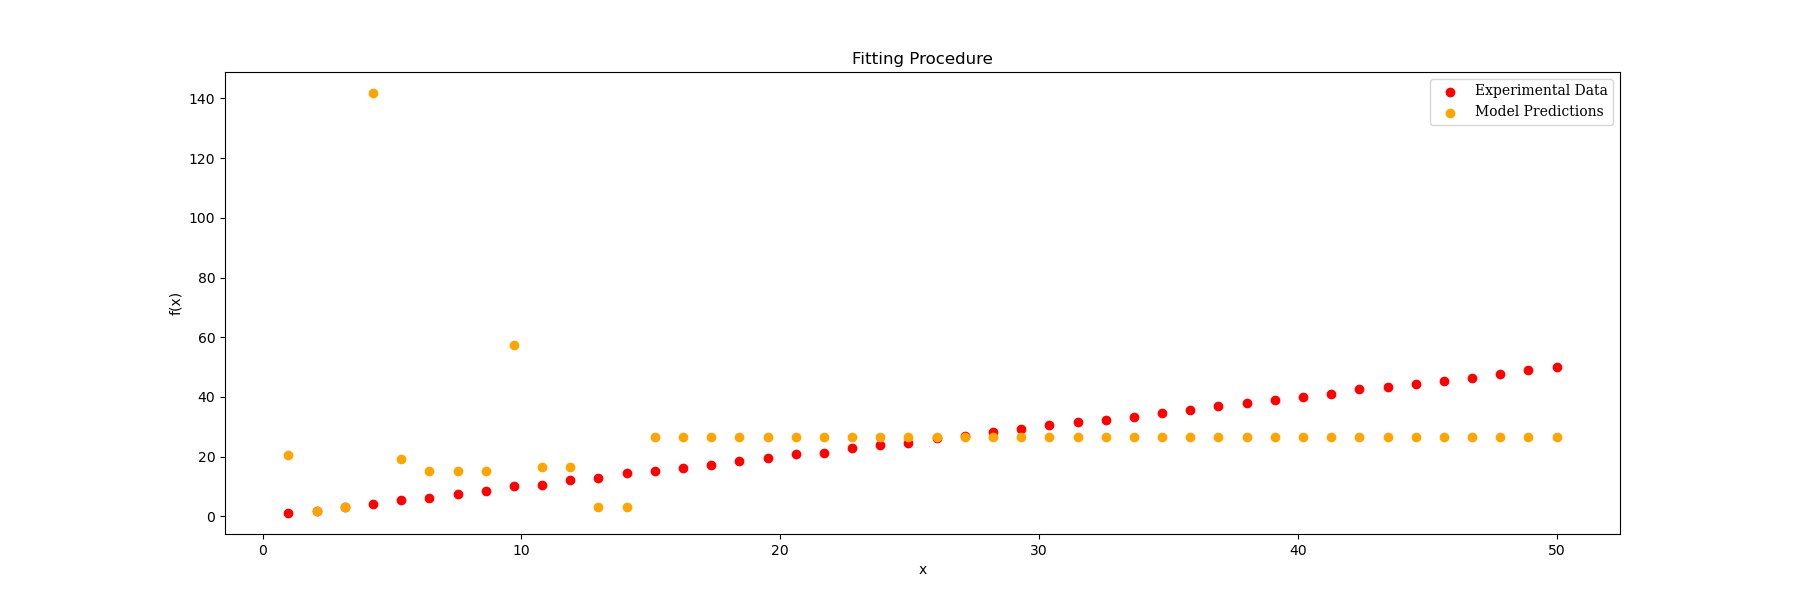 Fitting Procedure
Experimental Data
Model Predictions
140
120
100
80
60
40
20
0
f(x)
0 10 20 30 40 50
x